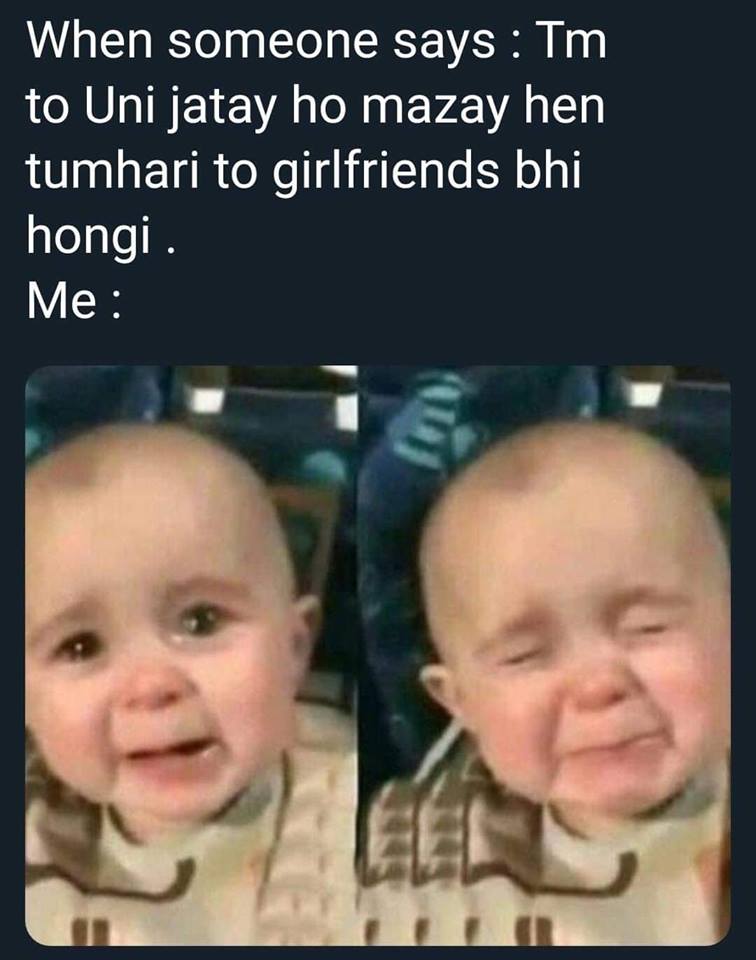 When someone says : Tm
to Uni jatay ho mazay hen
tumhari to girlfriends bhi
hongi .
Me :